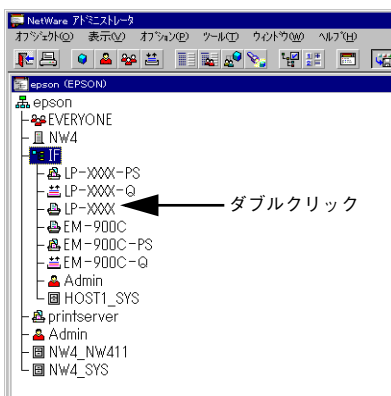 NetWare アドミニストレータ
オブジェクト(O) 表示(V) オプション(P) ツール(T) ウィンドウ(W) ヘルプ(H)
epson (EPSON)
epson
EVERYONE
NW4
IF
LP-XXX-PS
LP-XXX-Q
LP-XXX
ダブルクリック
EM-900C
EM-900C-PS
EM-900C-Q
Admin
HOST1_SYS
printserver
Admin
NW4_NW411
NW4_SYS